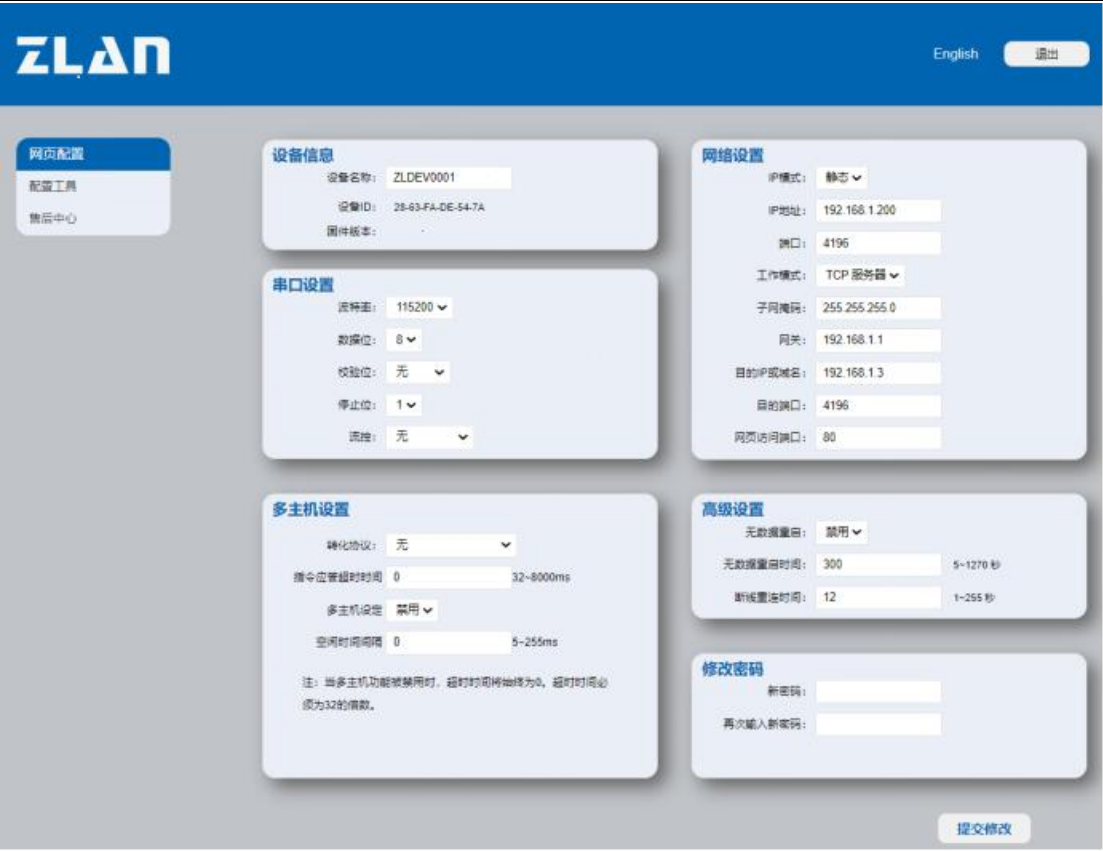 ZLAN
English
退出
网页配置
配置工具
售后中心
设备信息
设备名称： ZLDEV0001
设备ID： 28-63-FA-DE-54-7A
固件版本：
串口设置
波特率： 115200
数据位： 8
校验位： 无
停止位： 1
流控： 无
网络设置
IP模式： 静态
IP地址： 192.168.1.200
端口： 4196
工作模式： TCP 服务器
子网掩码： 255.255.255.0
网关： 192.168.1.1
目的IP或域名： 192.168.1.3
目的端口： 4196
网页访问端口： 80
多主机设置
转化协议： 无
指令应答超时时间 0 32~8000ms
多主机设定 禁用
空闲时间间隔 0 5~255ms
注：当多主机功能被禁用时，超时时间将始终为0。超时时间必
须为32的倍数。
高级设置
无数据重启： 禁用
无数据重启时间： 300 5~1270 秒
断线重连时间： 12 1~255 秒
修改密码
新密码：
再次输入新密码：
提交修改